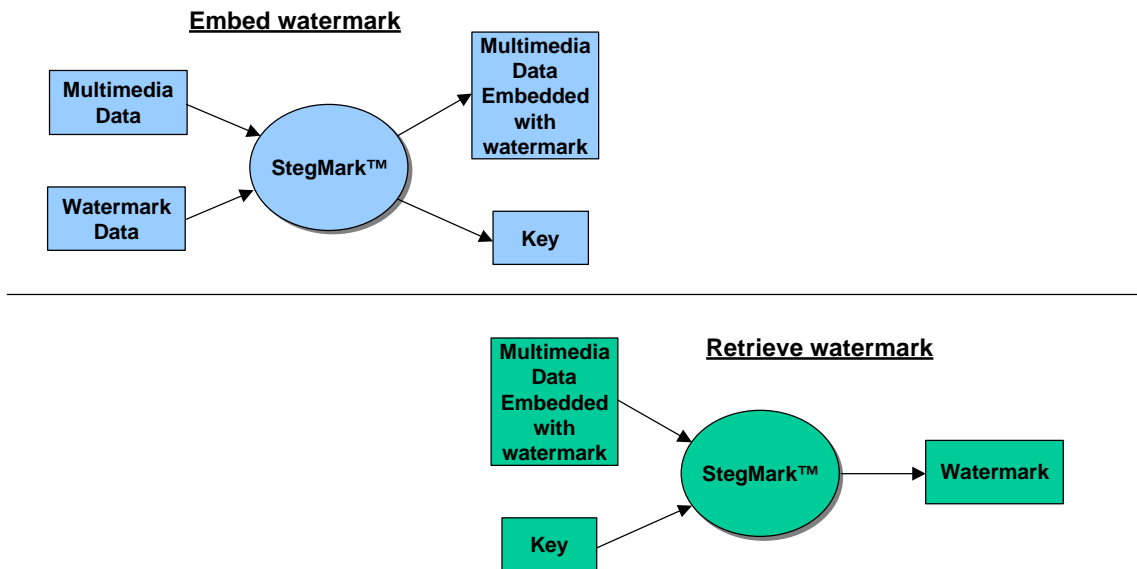 Embed watermark
Multimedia
Data
Watermark
Data
StegMark™
Multimedia
Data
Embedded
with
watermark
Key
Retrieve watermark
Multimedia
Data
Embedded
with
watermark
Key
StegMark™
Watermark